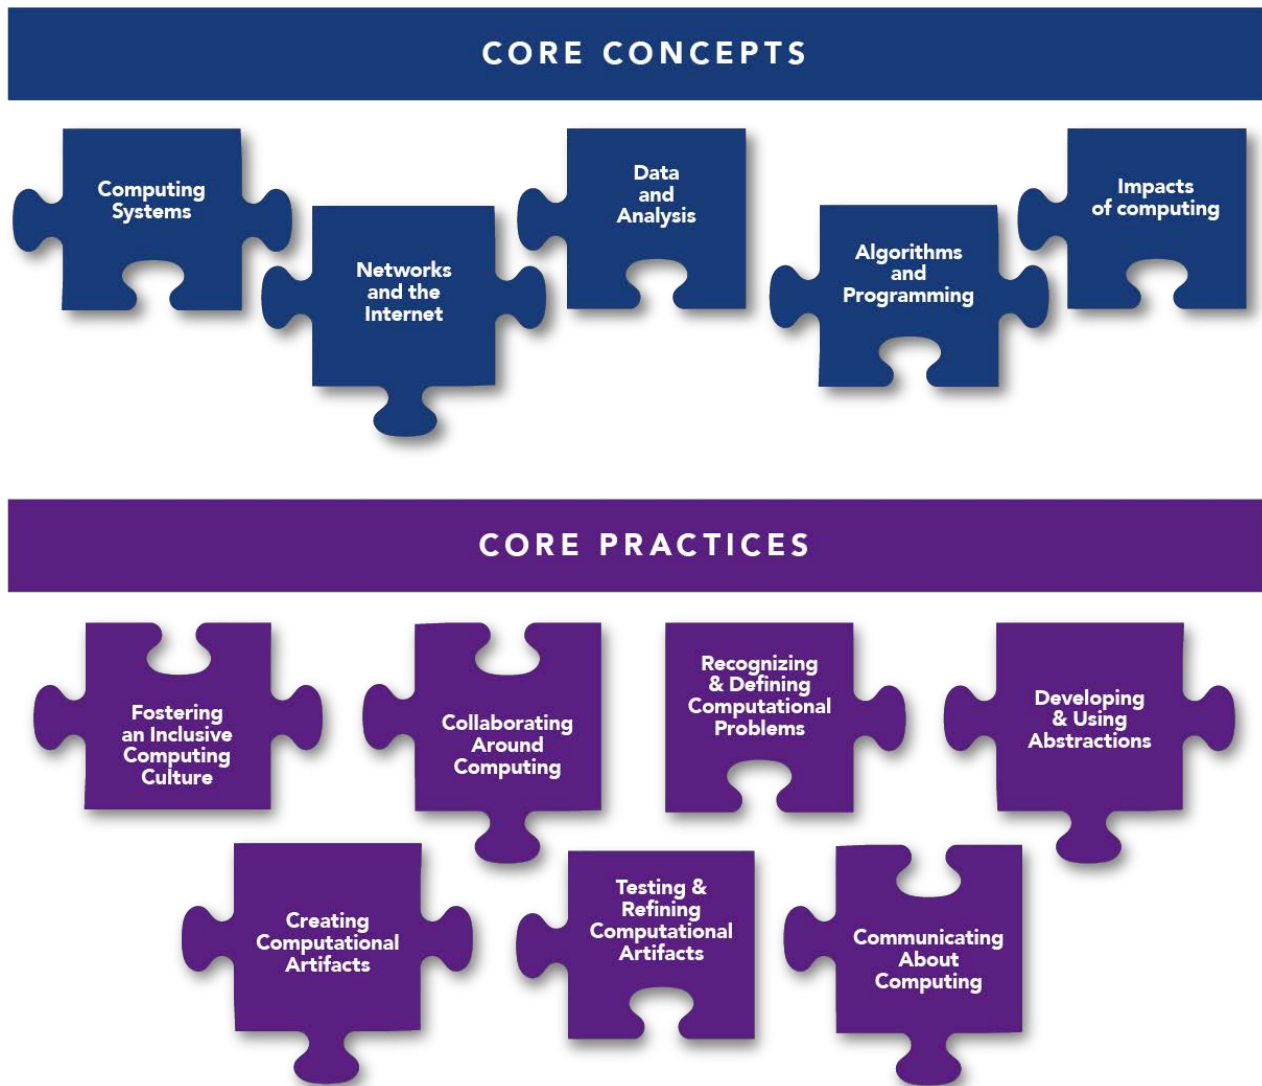 CORE CONCEPTS
Computing
Systems
Networks
and the
Internet
Data
and
Analysis
Algorithms
and
Programming
Impacts
of computing
CORE PRACTICES
Fostering
an Inclusive
Computing
Culture
Collaborating
Around
Computing
Recognizing
& Defining
Computational
Problems
Developing
& Using
Abstractions
Creating
Computational
Artifacts
Testing &
Refining
Computational
Artifacts
Communicating
About
Computing